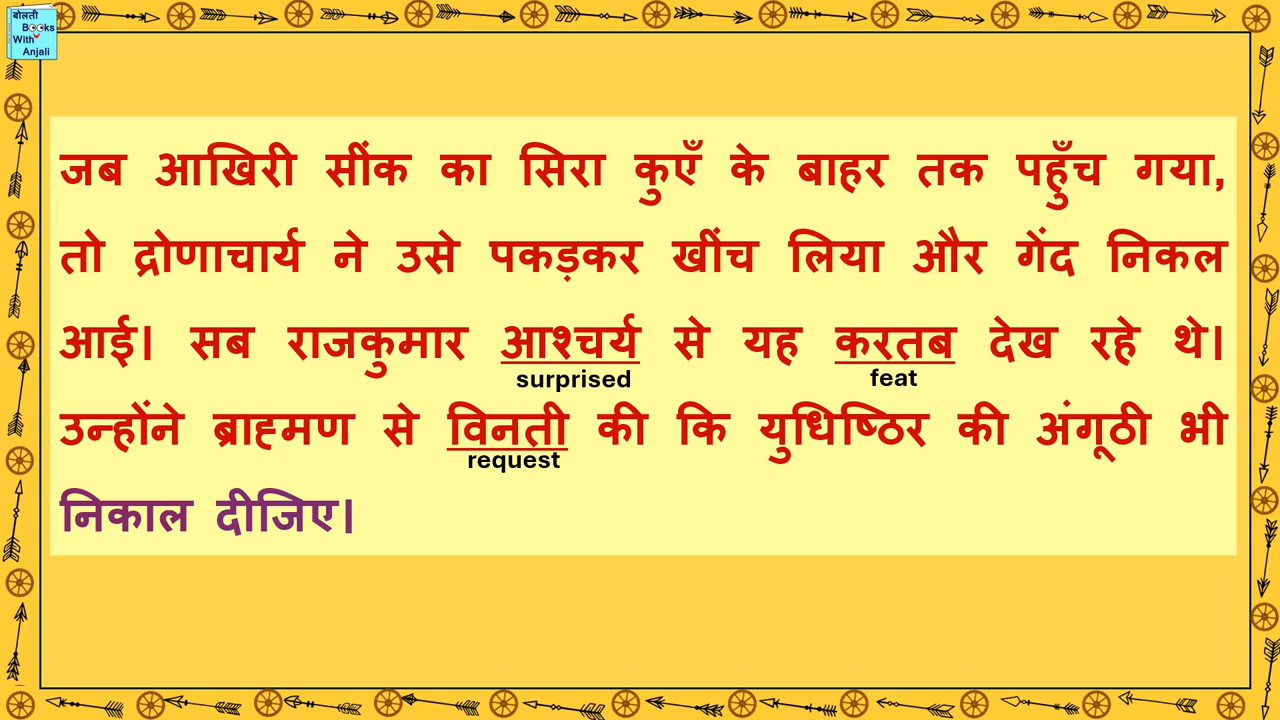 बोलती
Books
With
Anjali
जब आखिरी सींक का सिरा कुएँ के बाहर तक पहुँच गया,
तो द्रोणाचार्य ने उसे पकड़कर खींच लिया और गेंद निकल
आई। सब राजकुमार आश्चर्य से यह करतब देख रहे थे।
surprised feat
उन्होंने ब्राह्मण से विनती की कि युधिष्ठिर की अंगूठी भी
request
निकाल दीजिए।